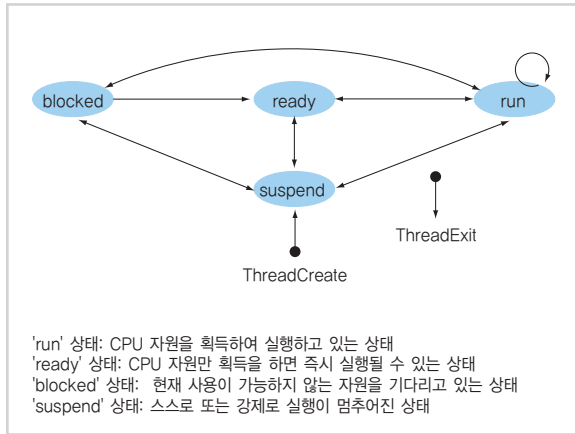 blocked
ready
run
suspend
ThreadExit
ThreadCreate
'run' 상태: CPU 자원을 획득하여 실행하고 있는 상태
'ready' 상태: CPU 자원만 획득을 하면 즉시 실행될 수 있는 상태
'blocked' 상태: 현재 사용이 가능하지 않는 자원을 기다리고 있는 상태
'suspend' 상태: 스스로 또는 강제로 실행이 멈추어진 상태